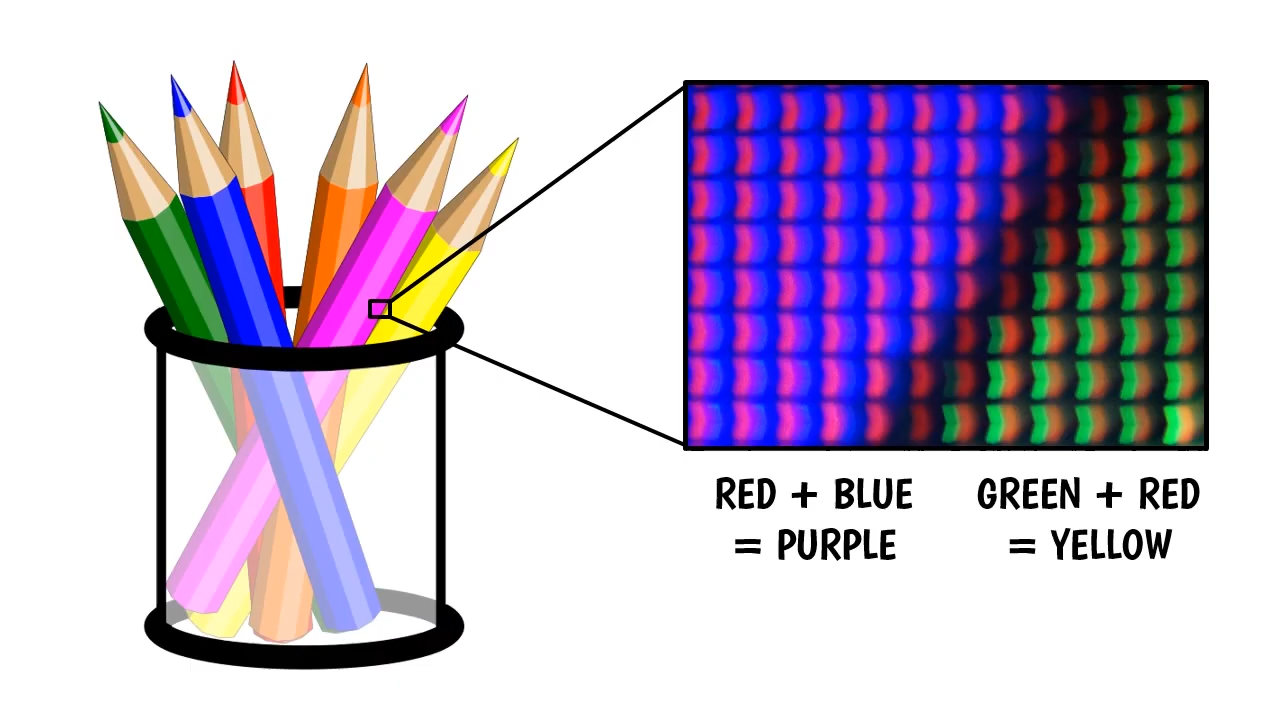 RED + BLUE
= PURPLE
GREEN + RED
= YELLOW